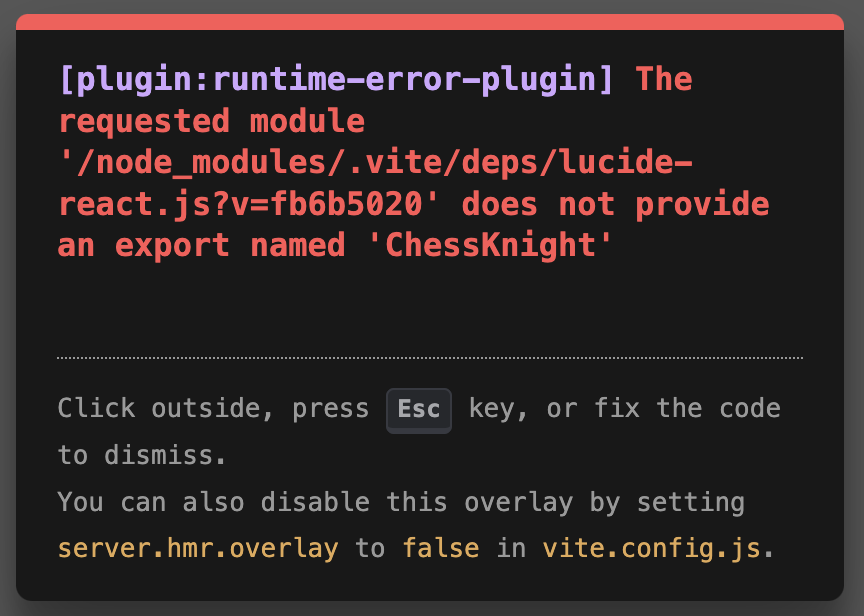 [plugin:runtime-error-plugin] The
requested module
'/node_modules/.vite/deps/lucide-
react.js?v=fb6b5020' does not provide
an export named 'ChessKnight'
Click outside, press Esc key, or fix the code
to dismiss.
You can also disable this overlay by setting
server.hmr.overlay to false in vite.config.js.